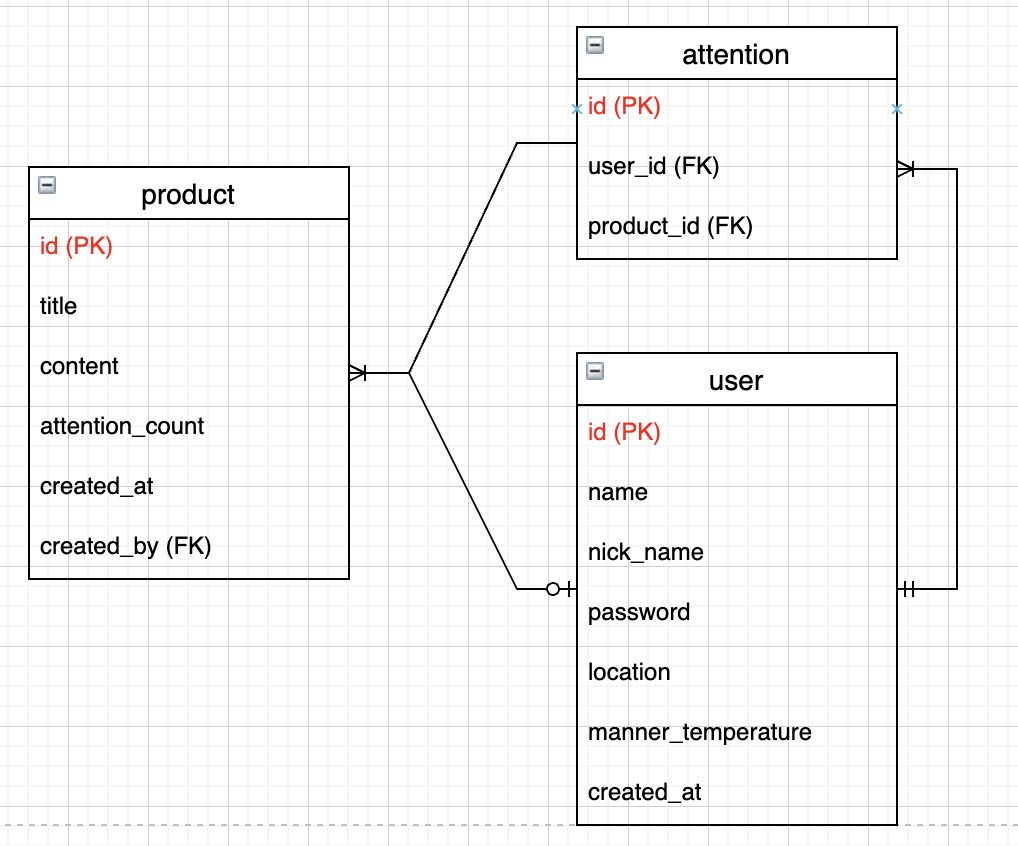 product
id (PK)
title
content
attention_count
created_at
created_by (FK)
attention
id (PK)
user_id (FK)
product_id (FK)
user
id (PK)
name
nick_name
password
location
manner_temperature
created_at